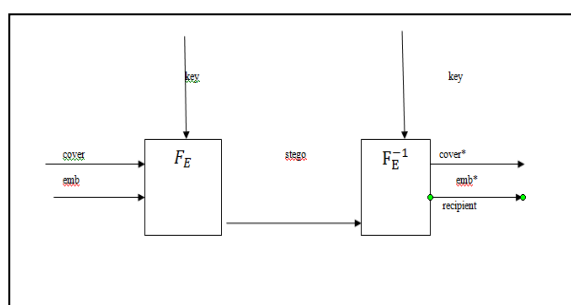 key
key
cover
F_E
stego
F_E^{-1}
cover*
emb
emb*
recipient